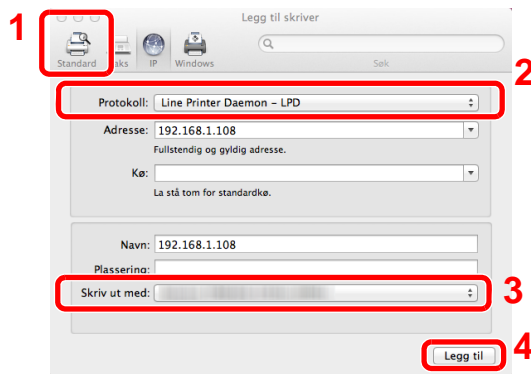 1
Legg til skriver
Standard
IP Windows
Søk
2
Protokoll: Line Printer Daemon – LPD
Adresse: 192.168.1.108
Fullstendig og gyldig adresse.
Kø:
La stå tom for standardkø.
Navn: 192.168.1.108
Plassering:
Skriv ut med:
3
Legg til
4